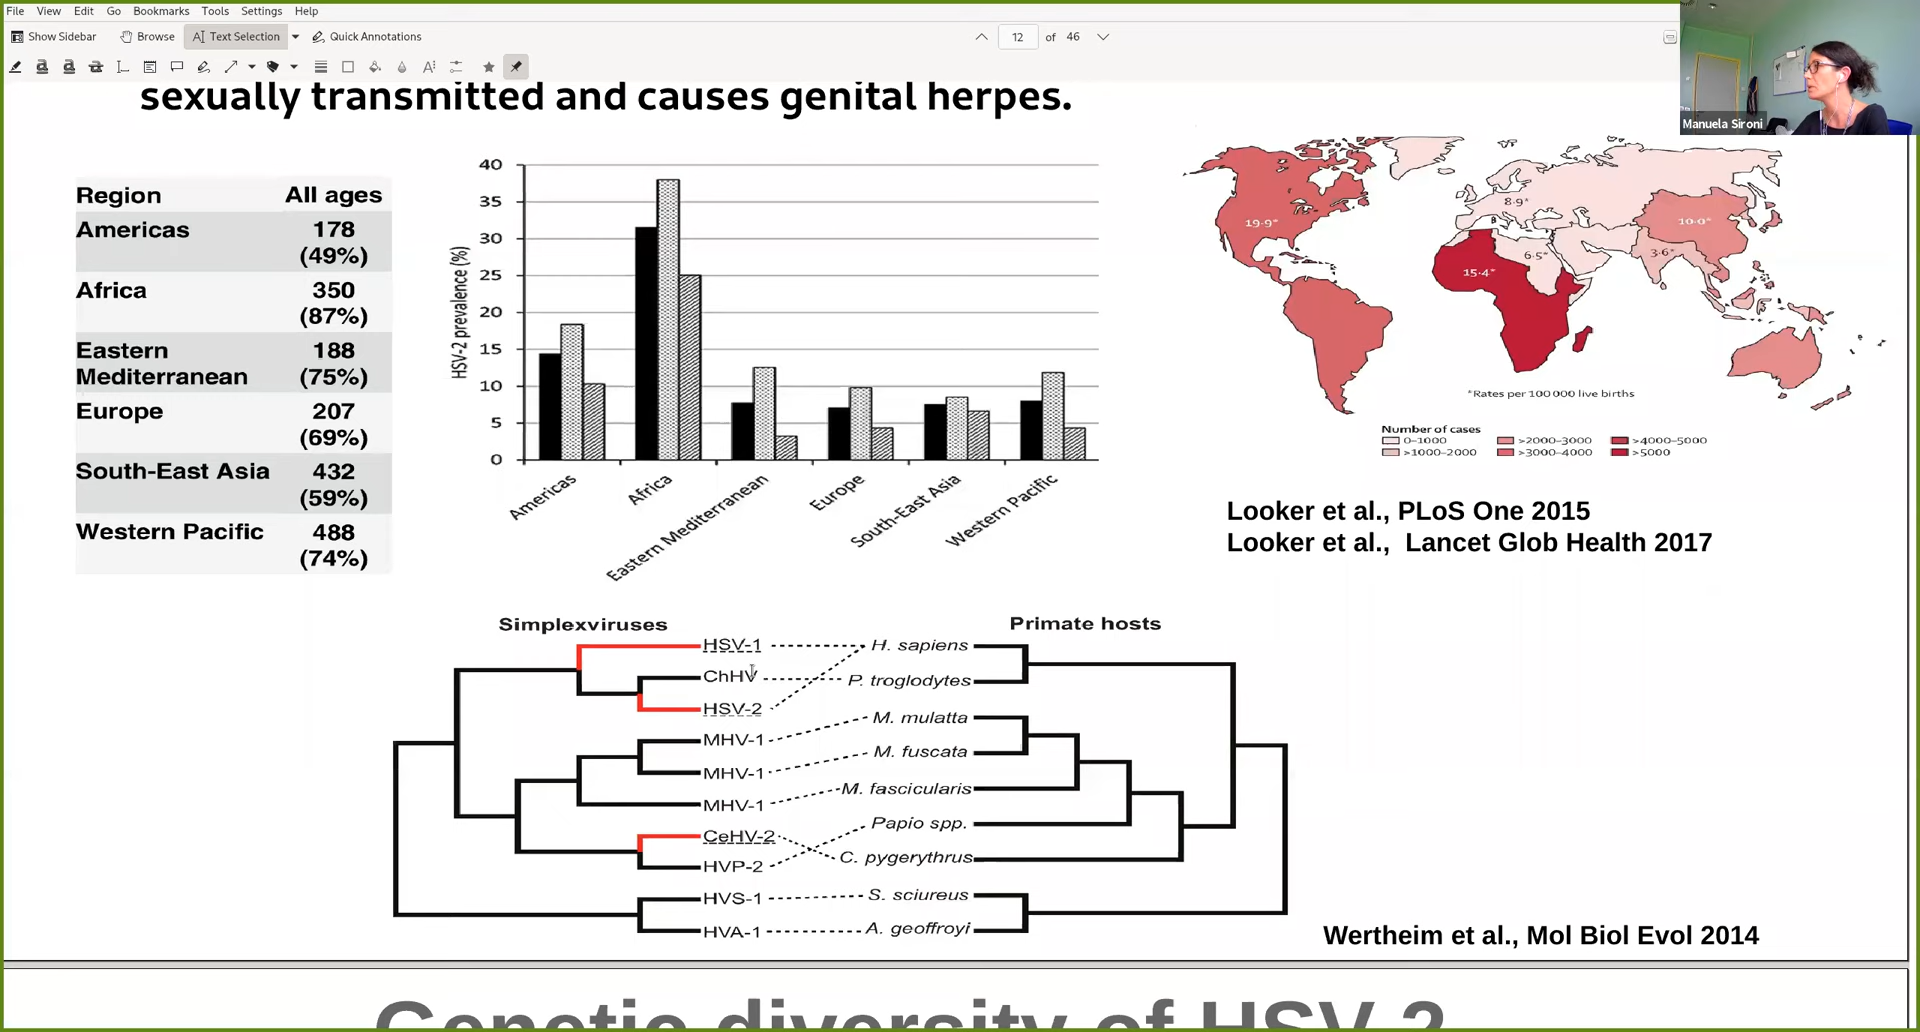 File View Edit Go Bookmarks Tools Settings Help
Show Sidebar Browse Text Selection Quick Annotations 12 of 46
Manuela Sironi
sexually transmitted and causes genital herpes.
Region All ages
Americas 178
(49%)
Africa 350
(87%)
Eastern 188
Mediterranean (75%)
Europe 207
(69%)
South-East Asia 432
(59%)
Western Pacific 488
(74%)
HSV-2 prevalence (%)
40
35
30
25
20
15
10
5
0
Americas
Africa
Eastern Mediterranean
Europe
South-East Asia
Western Pacific
19·9*
8·9*
10·0*
6·5*
3·6*
15·4*
*Rates per 100 000 live births
Number of cases
0–1000 >2000–3000 >4000–5000
>1000–2000 >3000–4000 >5000
Looker et al., PLoS One 2015
Looker et al., Lancet Glob Health 2017
Simplexviruses Primate hosts
HSV-1 H. sapiens
ChHV P. troglodytes
HSV-2
MHV-1 M. mulatta
MHV-1 M. fuscata
MHV-1 M. fascicularis
CeHV-2 Papio spp.
HVP-2 C. pygerythrus
HVS-1 S. sciureus
HVA-1 A. geoffroyi
Wertheim et al., Mol Biol Evol 2014
Genetic diversity of HSV-2